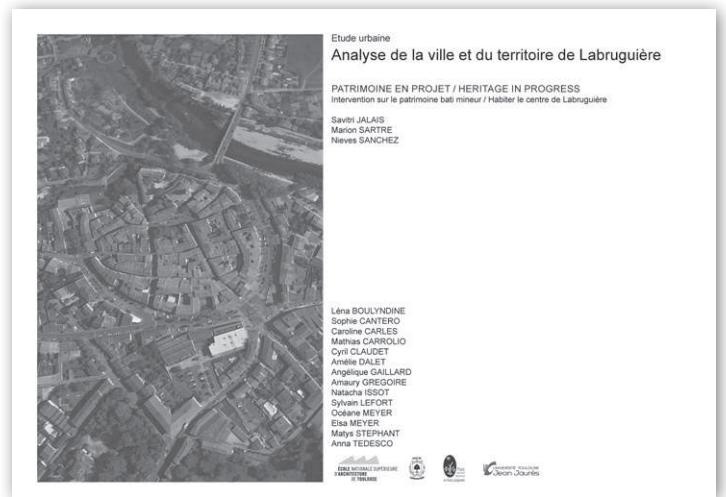 Etude urbaine
Analyse de la ville et du territoire de Labruguière
PATRIMOINE EN PROJET / HERITAGE IN PROGRESS
Intervention sur le patrimoine bati mineur / Habiter le centre de Labruguière
Savitri JALAIS
Marion SARTRE
Nieves SANCHEZ
Léna BOULYNDINE
Sophie CANTERO
Caroline CARLES
Mathias CARROLIO
Cyril CLAUDET
Amélie DALET
Angélique GAILLARD
Amaury GREGOIRE
Natacha ISSOT
Sylvain LEFORT
Océane MEYER
Elsa MEYER
Matys STEPHANT
Anna TEDESCO
ÉCOLE NATIONALE SUPÉRIEURE
D'ARCHITECTURE
DE TOULOUSE
UNIVERSITÉ TOULOUSE
Jean Jaurès